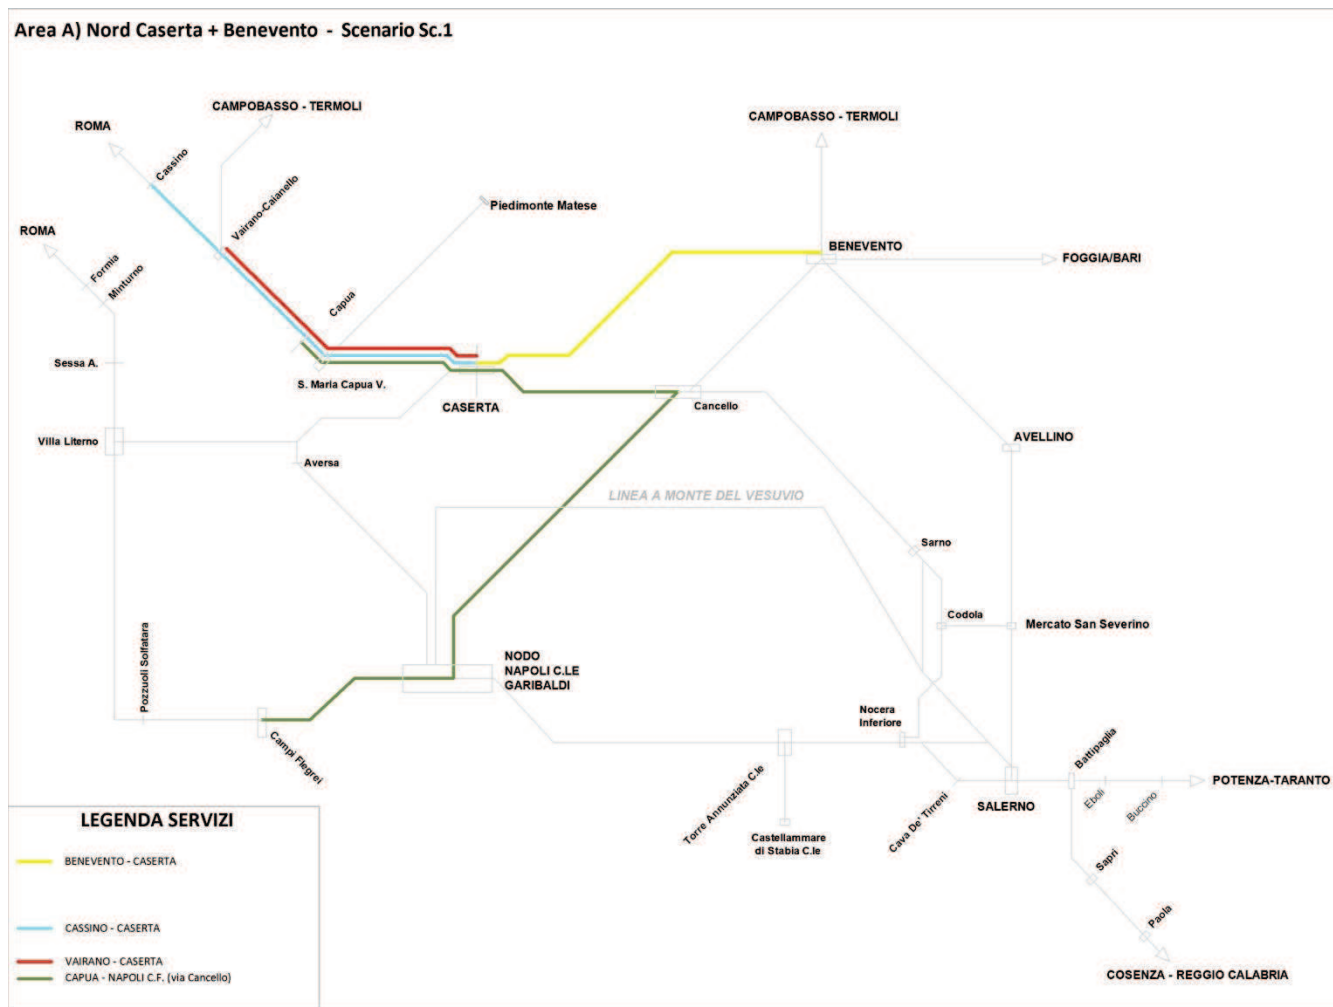 Area A) Nord Caserta + Benevento - Scenario Sc.1
CAMPOBASSO - TERMOLI
ROMA
Cassino
Vairano-Caianello
CAMPOBASSO - TERMOLI
Piedimonte Matese
ROMA
Formia
Minturno
BENEVENTO
FOGGIA/BARI
Capua
Sessa A.
S. Maria Capua V.
CASERTA
Cancello
Villa Literno
Aversa
AVELLINO
LINEA A MONTE DEL VESUVIO
Sarno
Codola
Mercato San Severino
Pozzuoli Solfatara
NODO
NAPOLI C.LE
GARIBALDI
Campi Flegrei
Nocera
Inferiore
Torre Annunziata C.le
Castellammare
di Stabia C.le
Cava De' Tirreni
SALERNO
Battipaglia
Eboli
Buccino
POTENZA-TARANTO
Sapri
Paola
COSENZA - REGGIO CALABRIA
LEGENDA SERVIZI
BENEVENTO - CASERTA
CASSINO - CASERTA
VAIRANO - CASERTA
CAPUA - NAPOLI C.F. (via Cancello)